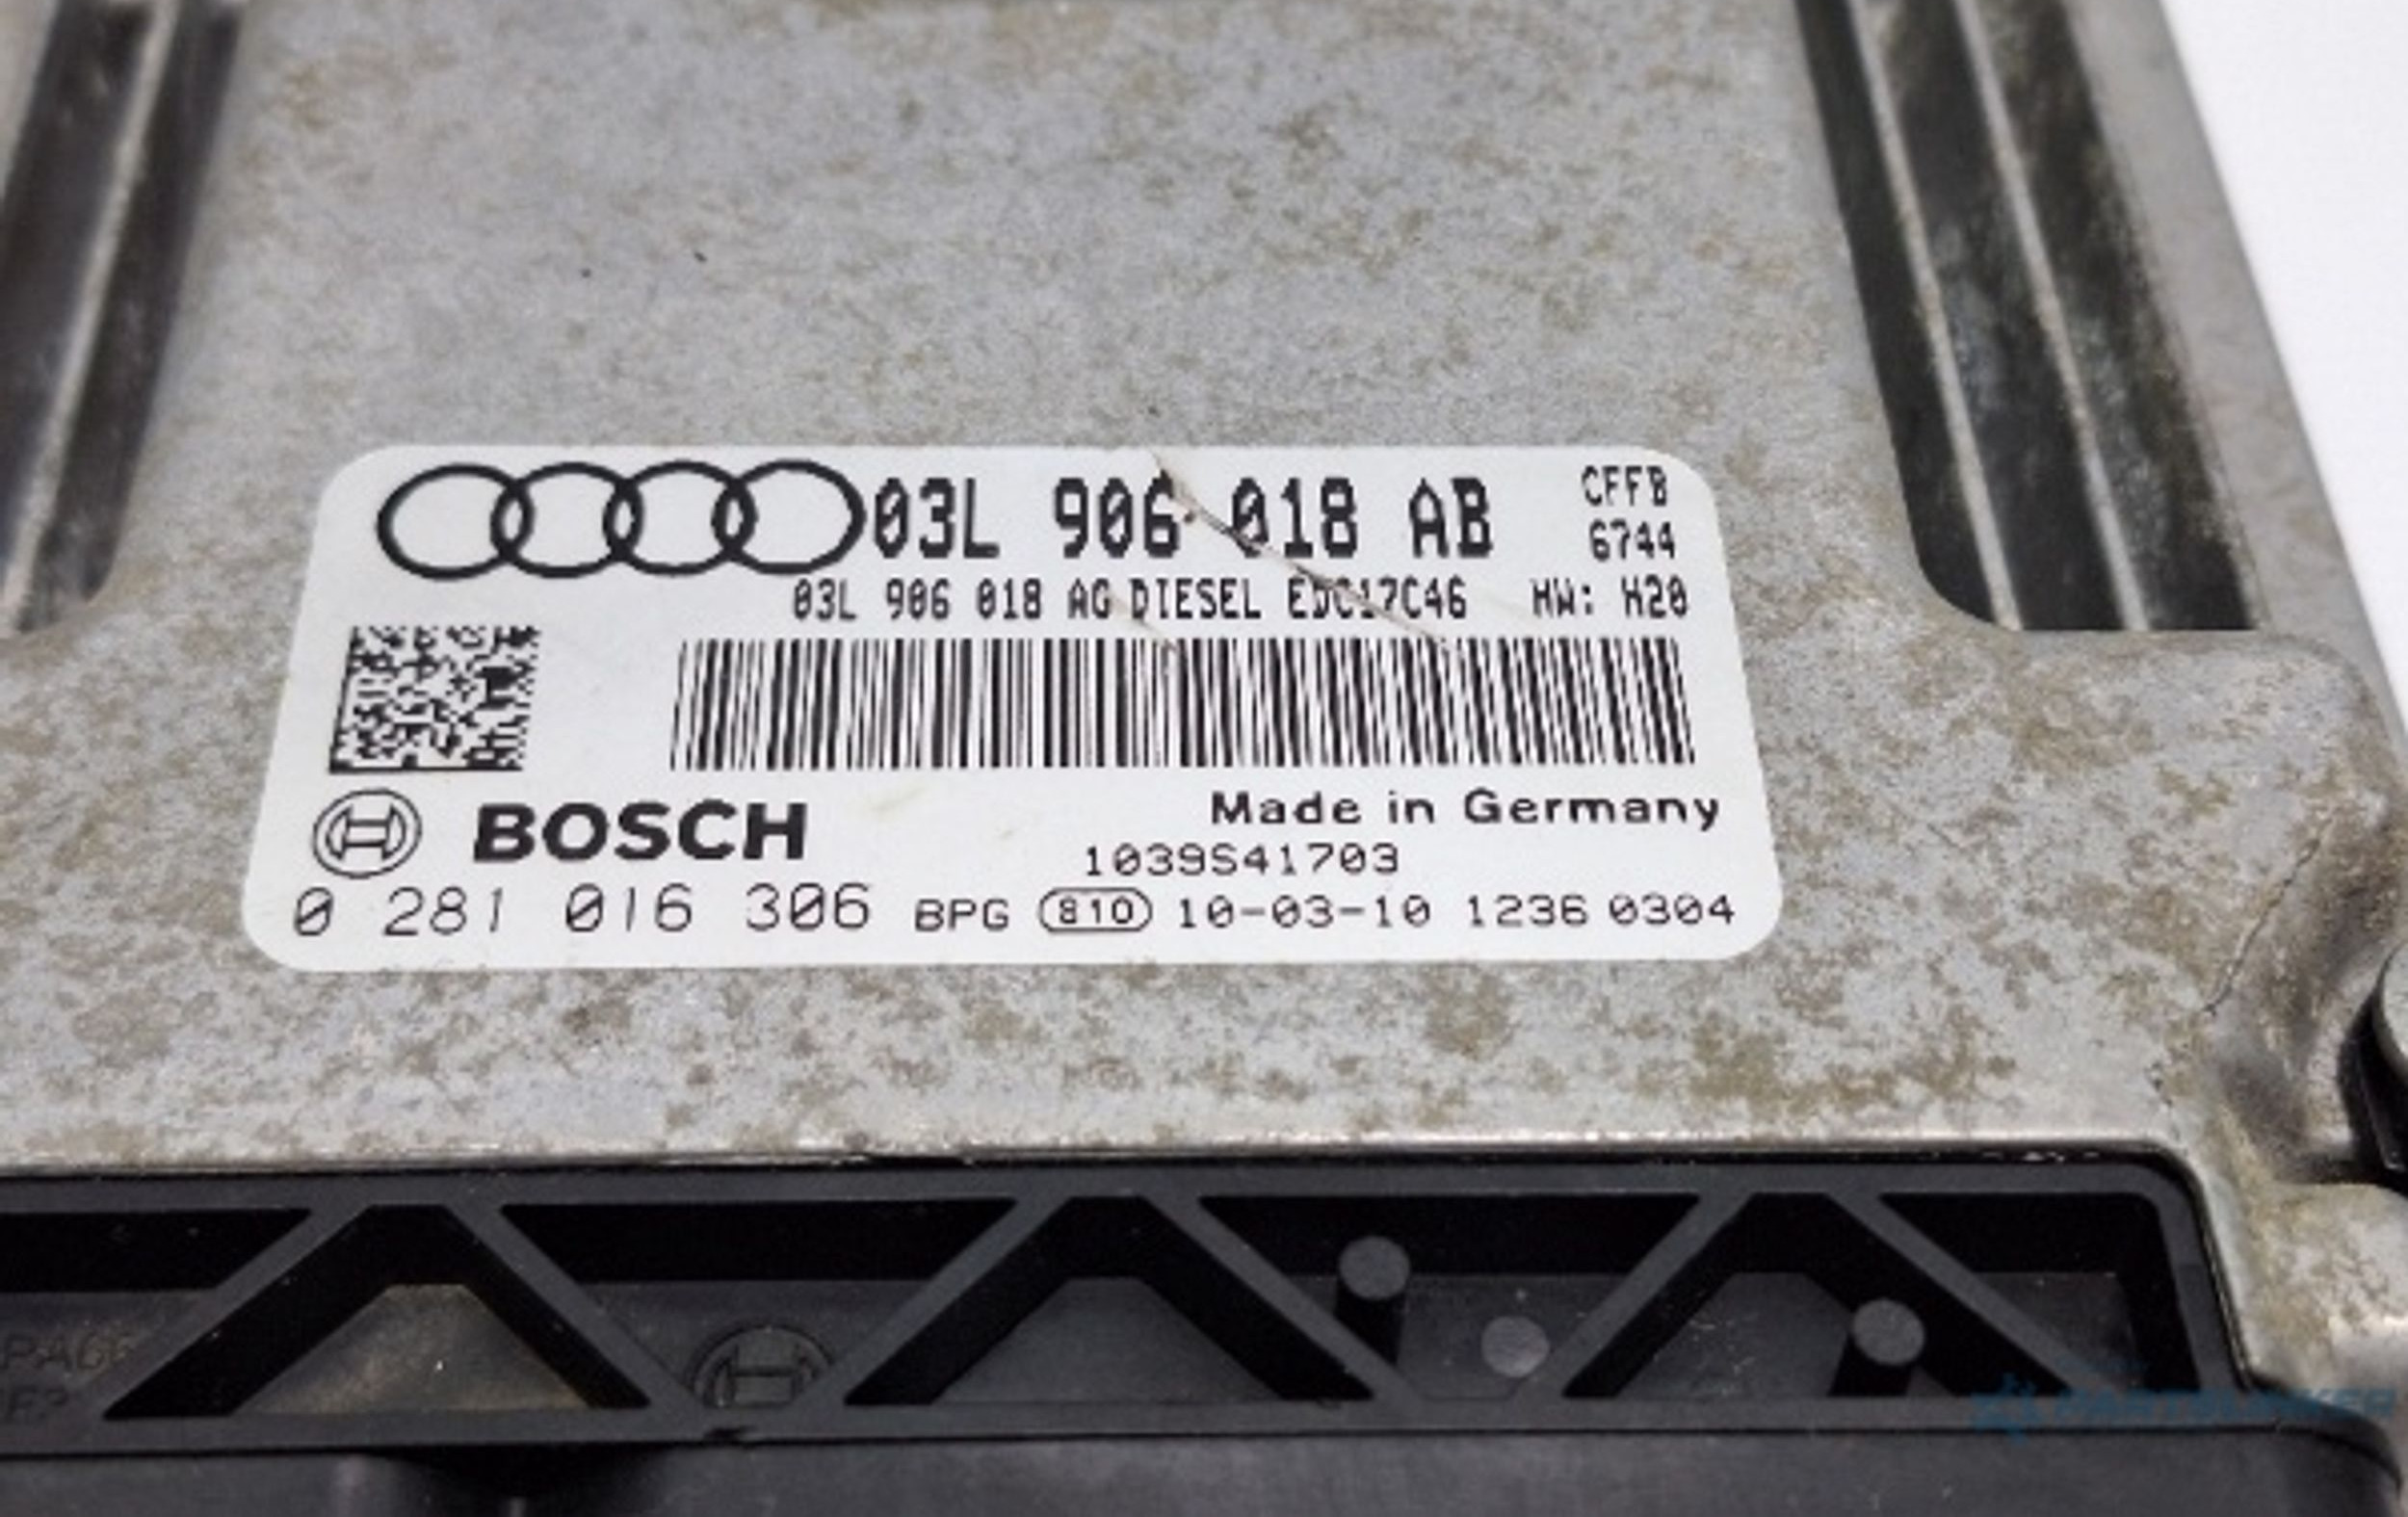 03L 906 018 AB
CFFB
6744
03L 906 018 AG DIESEL EDC17C46 HW: H20
BOSCH
Made in Germany
1039S41703
0 281 016 306 BPG 810 10-03-10 1236 0304